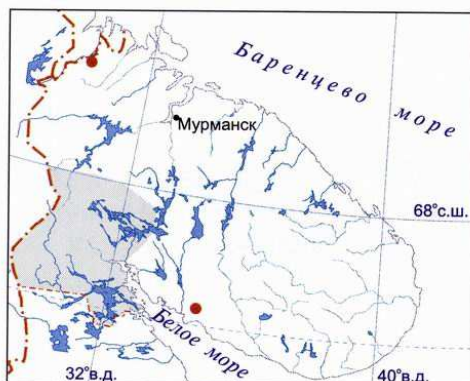 Баренцево море
Мурманск
68°с.ш.
Белое море
32°в.д.
40°в.д.